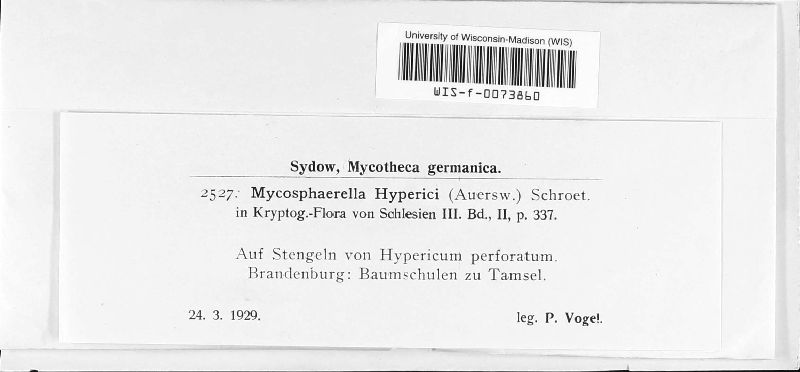 University of Wisconsin-Madison (WIS)
WIS-f-0073860
Sydow, Mycotheca germanica.
2527. Mycosphaerella Hyperici (Auersw.) Schroet.
in Kryptog.-Flora von Schlesien III. Bd., II, p. 337.
Auf Stengeln von Hypericum perforatum.
Brandenburg: Baumschulen zu Tamsel.
24. 3. 1929.
leg. P. Vogel.